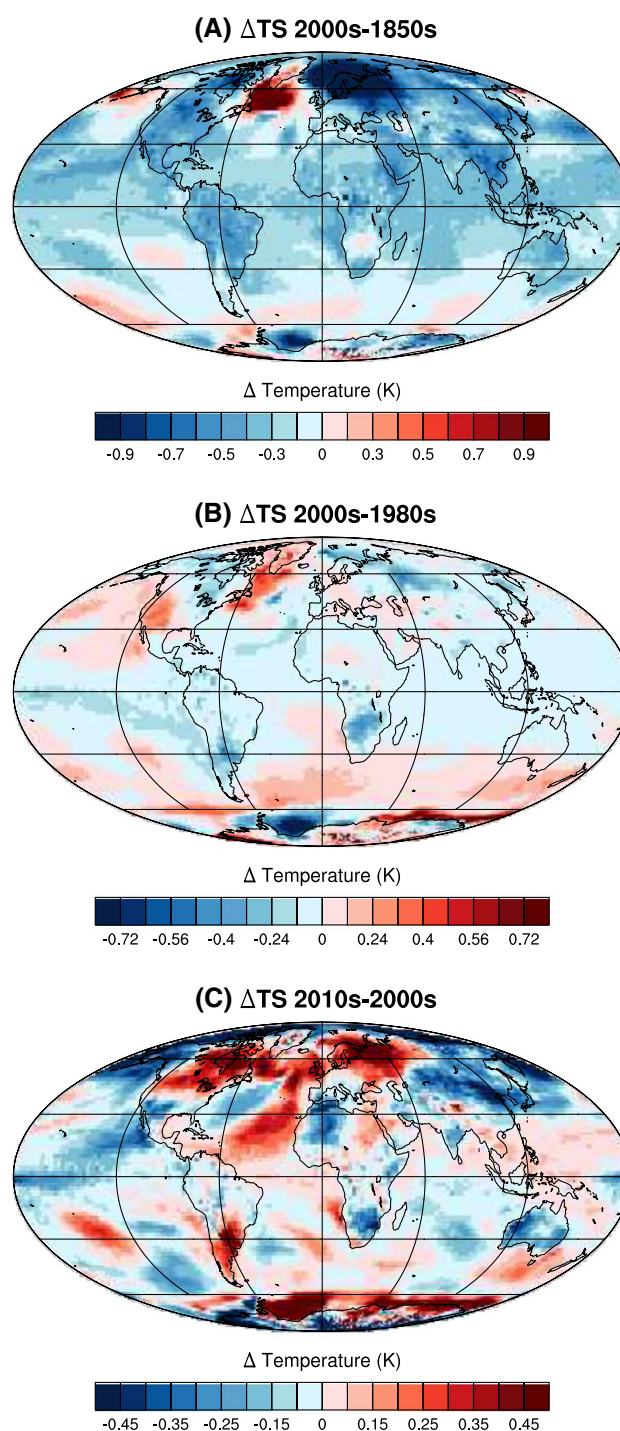 (A) ΔTS 2000s-1850s
Δ Temperature (K)
-0.9 -0.7 -0.5 -0.3 0 0.3 0.5 0.7 0.9
(B) ΔTS 2000s-1980s
Δ Temperature (K)
-0.72 -0.56 -0.4 -0.24 0 0.24 0.4 0.56 0.72
(C) ΔTS 2010s-2000s
Δ Temperature (K)
-0.45 -0.35 -0.25 -0.15 0 0.15 0.25 0.35 0.45